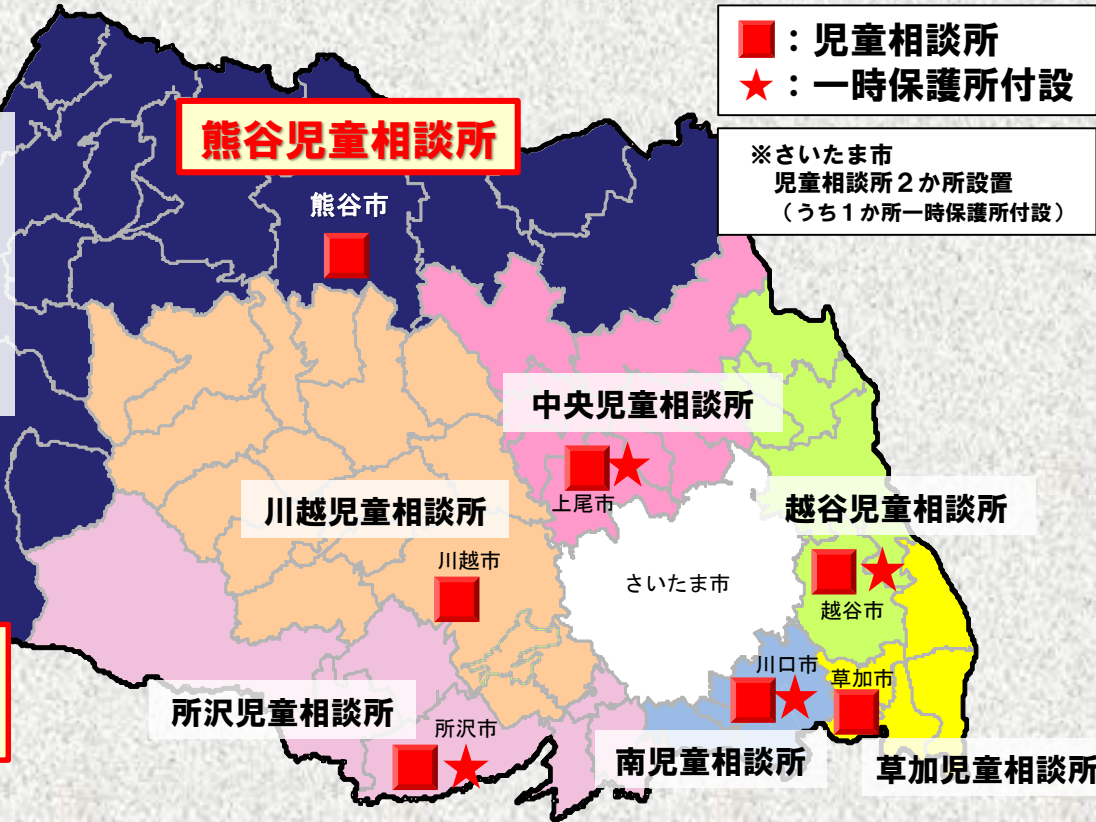 ■：児童相談所
★：一時保護所付設
※さいたま市
児童相談所２か所設置
（うち１か所一時保護所付設）
熊谷児童相談所
熊谷市
中央児童相談所
上尾市
川越児童相談所
川越市
越谷児童相談所
越谷市
さいたま市
川口市
草加市
所沢児童相談所
所沢市
南児童相談所
草加児童相談所